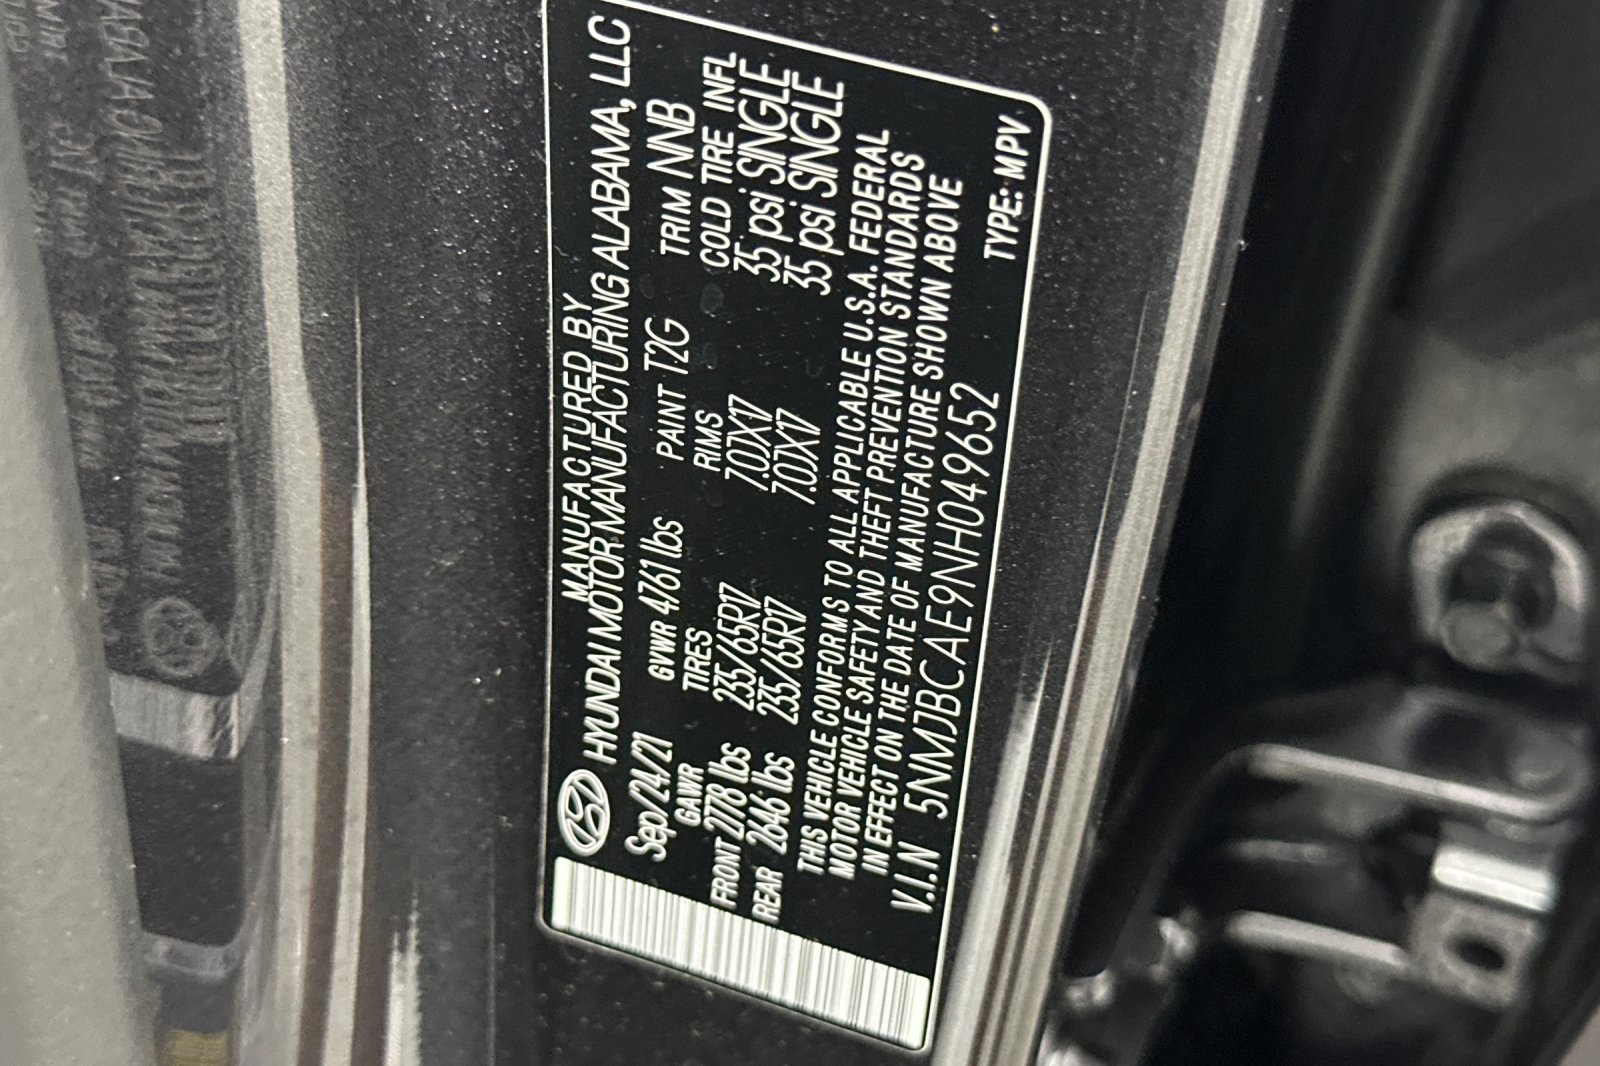 MANUFACTURED BY
HYUNDAI MOTOR MANUFACTURING ALABAMA, LLC
Sep/24/21 GVWR 4761 lbs PAINT T2G TRIM NNB
GAWR TIRES RIMS COLD TIRE INFL
FRONT 2778 lbs 235/65R17 7.0JX17 35 psi SINGLE
REAR 2646 lbs 235/65R17 7.0JX17 35 psi SINGLE
THIS VEHICLE CONFORMS TO ALL APPLICABLE U.S.A. FEDERAL
MOTOR VEHICLE SAFETY AND THEFT PREVENTION STANDARDS
IN EFFECT ON THE DATE OF MANUFACTURE SHOWN ABOVE
V.I.N 5NMJBCAE9NH049652 TYPE: MPV